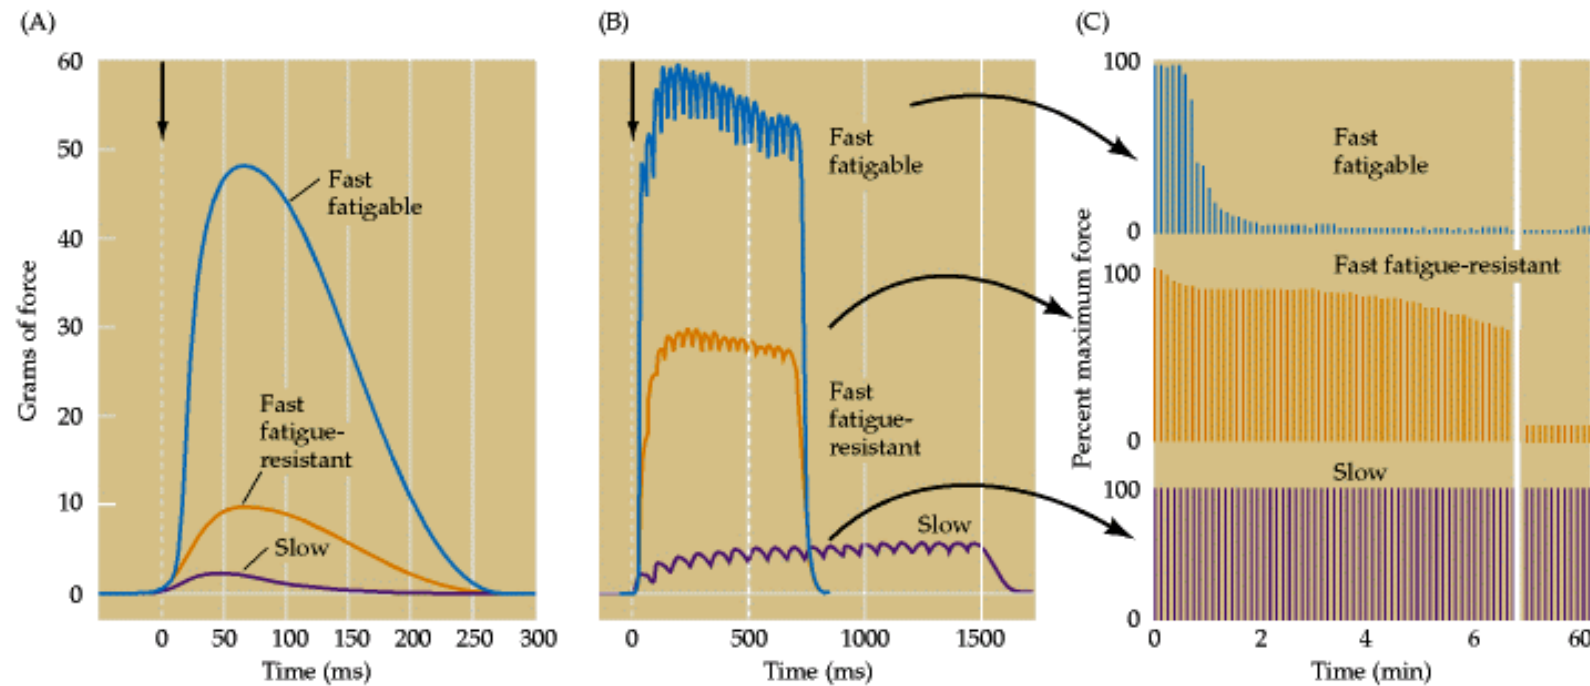 (A)
(B)
(C)
Grams of force
60
50
40
30
20
10
0
Fast
fatigable
Fast
fatigue-
resistant
Slow
0 50 100 150 200 250 300
Time (ms)
Fast
fatigable
Fast
fatigue-
resistant
Slow
0 500 1000 1500
Time (ms)
Percent maximum force
100
0
Fast
fatigable
100
0
Fast fatigue-resistant
100
0
Slow
0 2 4 6 60
Time (min)